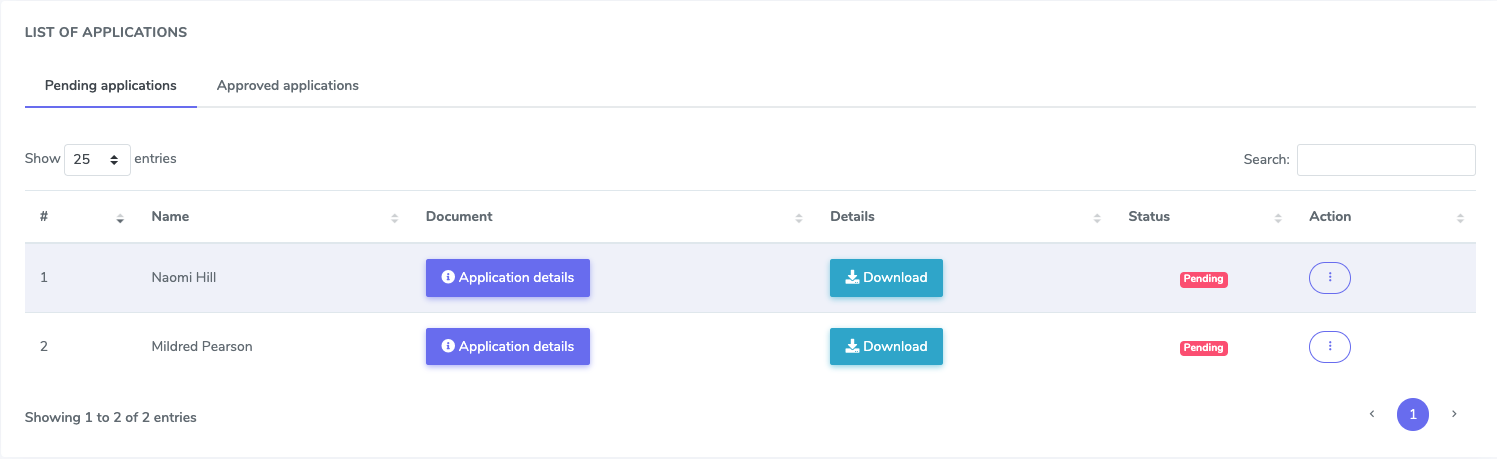 LIST OF APPLICATIONS
Pending applications Approved applications
Show 25 entries Search:
# Name Document Details Status Action
1 Naomi Hill Application details Download Pending
2 Mildred Pearson Application details Download Pending
Showing 1 to 2 of 2 entries 1